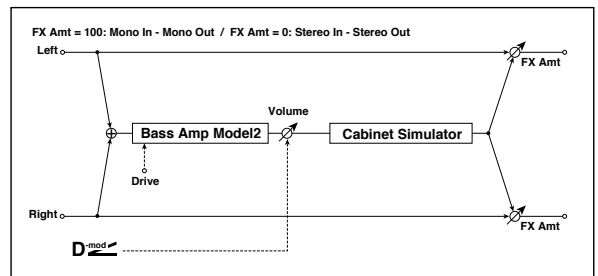 FX Amt = 100: Mono In - Mono Out / FX Amt = 0: Stereo In - Stereo Out
Left
FX Amt
Volume
Bass Amp Model2
Cabinet Simulator
Drive
Right
FX Amt
D-mod